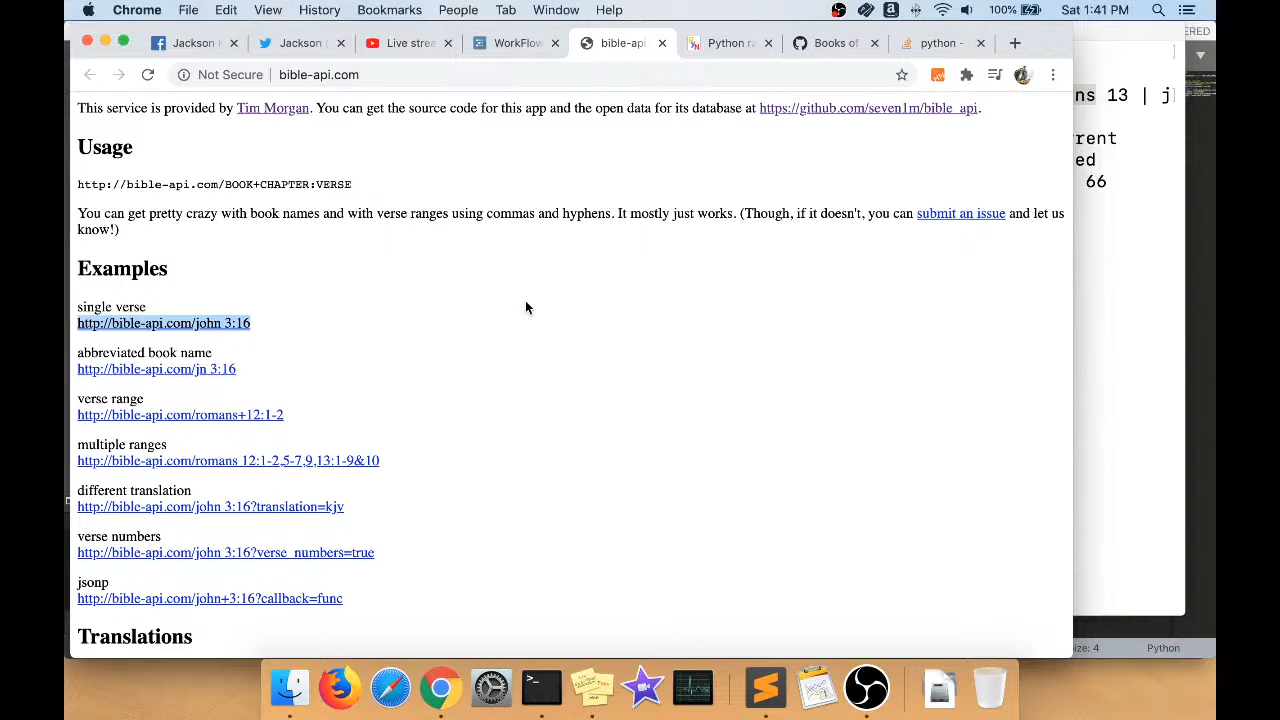 Chrome File Edit View History Bookmarks People Tab Window Help 100% Sat 1:41 PM
Jackson Jackson ( Live strea WorkFlow bible-api. Python r Books of python -
ERED
Not Secure bible-api.com
This service is provided by Tim Morgan. You can get the source code for this app and the open data for its database at https://github.com/seven1m/bible_api.
ns 13 | j
rrent
Usage
ed
http://bible-api.com/BOOK+CHAPTER:VERSE
66
You can get pretty crazy with book names and with verse ranges using commas and hyphens. It mostly just works. (Though, if it doesn't, you can submit an issue and let us
know!)
Examples
single verse
http://bible-api.com/john 3:16
abbreviated book name
http://bible-api.com/jn 3:16
verse range
http://bible-api.com/romans+12:1-2
multiple ranges
http://bible-api.com/romans 12:1-2,5-7,9,13:1-9&10
different translation
http://bible-api.com/john 3:16?translation=kjv
verse numbers
http://bible-api.com/john 3:16?verse_numbers=true
jsonp
http://bible-api.com/john+3:16?callback=func
Translations
Size: 4 Python